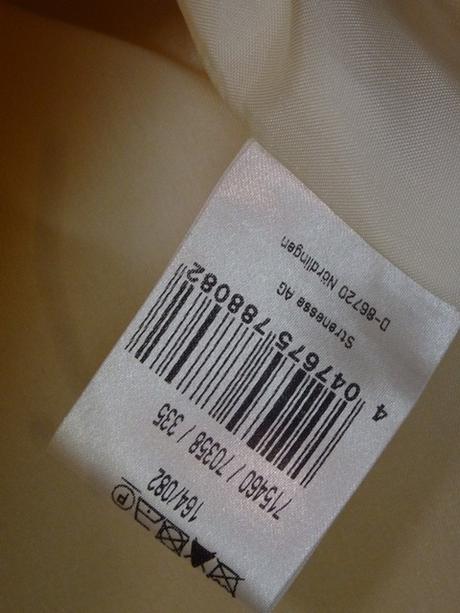 P
164/082
715460 / 70358 / 335
4 047675 788082
Strenesse AG
D-86720 Nördlingen